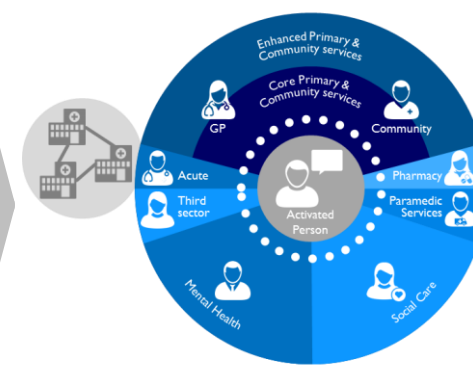 Enhanced Primary &
Community services
Core Primary &
Community services
GP
Community
Acute
Pharmacy
Third
sector
Paramedic
Services
Activated
Person
Mental Health
Social Care